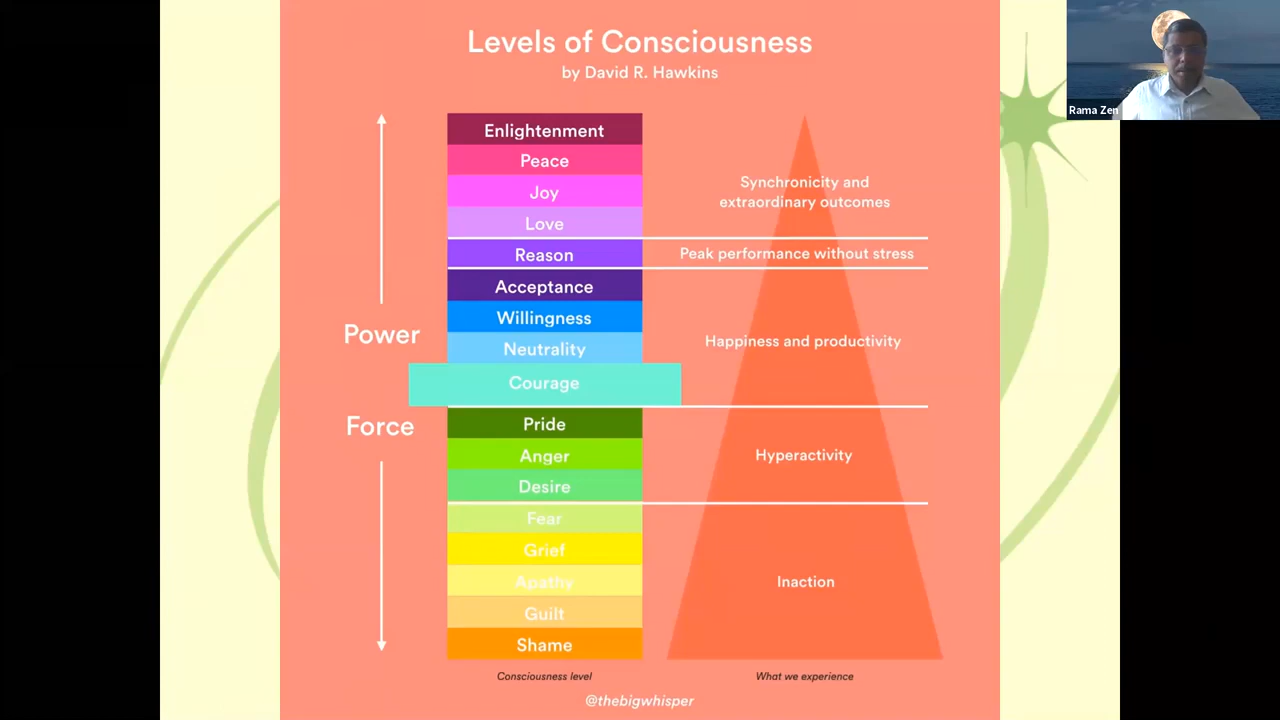 Levels of Consciousness
by David R. Hawkins
Rama Zen
Enlightenment
Peace
Joy
Love
Reason
Acceptance
Willingness
Neutrality
Courage
Pride
Anger
Desire
Fear
Grief
Apathy
Guilt
Shame
Consciousness level
Power
Force
Synchronicity and
extraordinary outcomes
Peak performance without stress
Happiness and productivity
Hyperactivity
Inaction
What we experience
@thebigwhisper